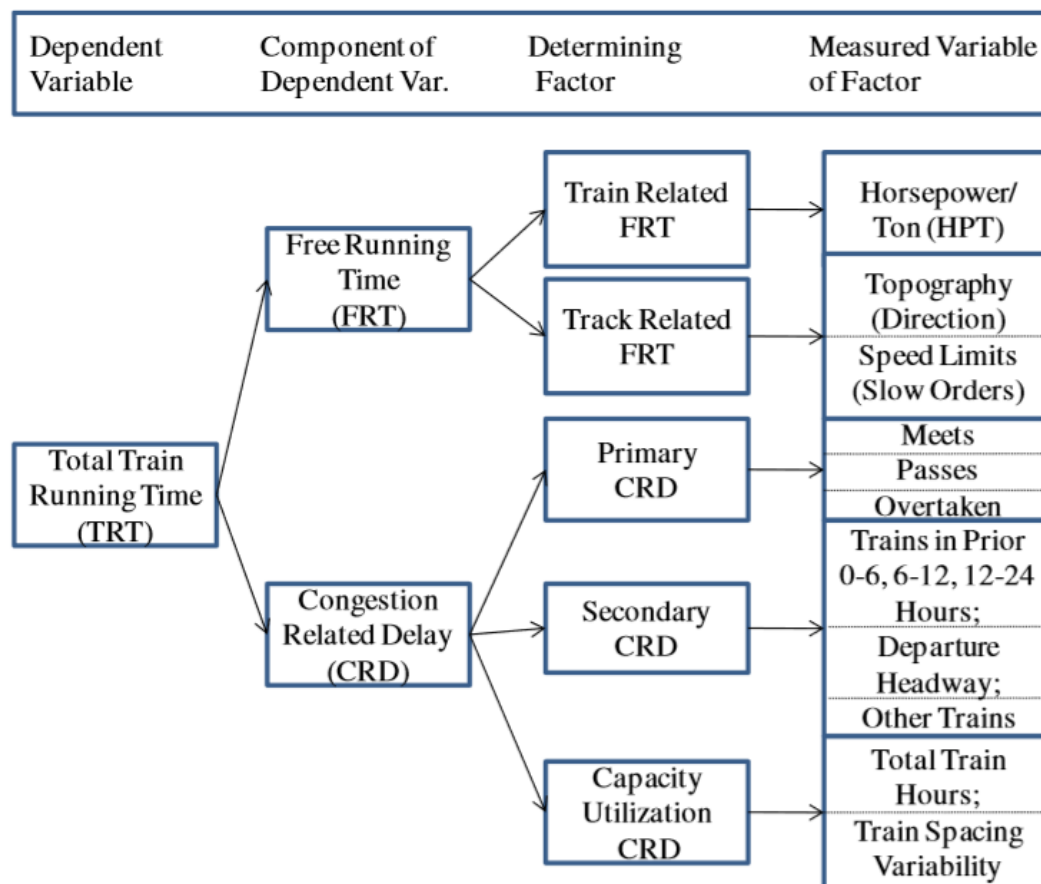 Dependent
Variable
Component of
Dependent Var.
Determining
Factor
Measured Variable
of Factor
Train Related
FRT
Horsepower/
Ton (HPT)
Free Running
Time
(FRT)
Track Related
FRT
Topography
(Direction)
Speed Limits
(Slow Orders)
Total Train
Running Time
(TRT)
Primary
CRD
Meets
Passes
Overtaken
Congestion
Related Delay
(CRD)
Secondary
CRD
Trains in Prior
0-6, 6-12, 12-24
Hours;
Departure
Headway;
Other Trains
Capacity
Utilization
CRD
Total Train
Hours;
Train Spacing
Variability